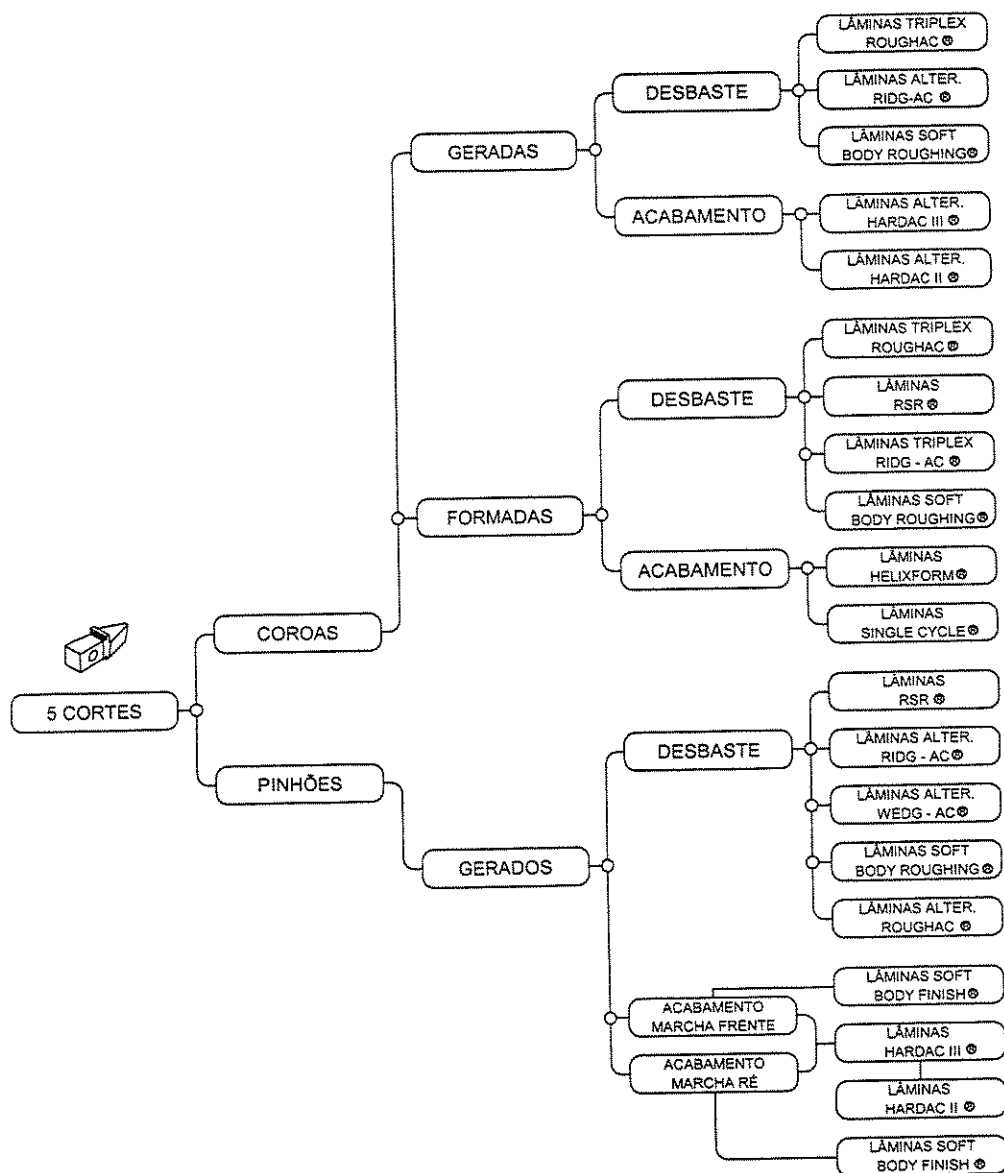 LÂMINAS TRIPLEX
ROUGHAC ®
DESBASTE
LÂMINAS ALTER.
RIDG-AC ®
LÂMINAS SOFT
BODY ROUGHING®
GERADAS
ACABAMENTO
LÂMINAS ALTER.
HARDAC III ®
LÂMINAS ALTER.
HARDAC II ®
LÂMINAS TRIPLEX
ROUGHAC ®
DESBASTE
LÂMINAS
RSR ®
LÂMINAS TRIPLEX
RIDG - AC ®
LÂMINAS SOFT
BODY ROUGHING®
FORMADAS
ACABAMENTO
LÂMINAS
HELIXFORM®
LÂMINAS
SINGLE CYCLE®
COROAS
5 CORTES
PINHÕES
LÂMINAS
RSR ®
DESBASTE
LÂMINAS ALTER.
RIDG - AC®
LÂMINAS ALTER.
WEDG - AC®
LÂMINAS SOFT
BODY ROUGHING ®
LÂMINAS ALTER.
ROUGHAC ®
GERADOS
LÂMINAS SOFT
BODY FINISH®
ACABAMENTO
MARCHA FRENTE
LÂMINAS
HARDAC III ®
ACABAMENTO
MARCHA RÉ
LÂMINAS
HARDAC II ®
LÂMINAS SOFT
BODY FINISH ®